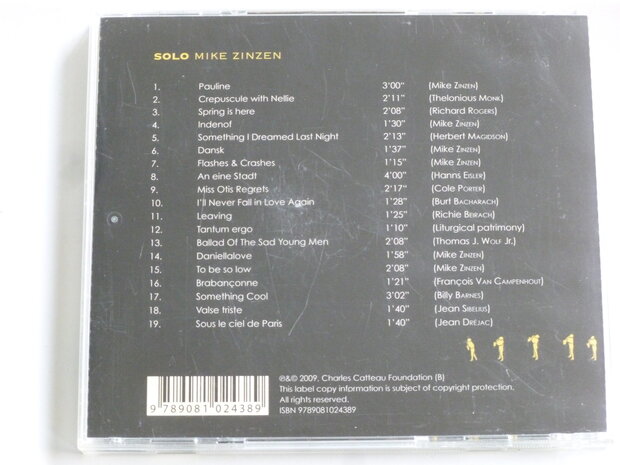 SOLO MIKE ZINZEN
1. Pauline 3'00" (Mike Zinzen)
2. Crepuscule with Nellie 2'11" (Thelonious Monk)
3. Spring is here 2'08" (Richard Rogers)
4. Indenof 1'30" (Mike Zinzen)
5. Something I Dreamed Last Night 2'13" (Herbert Magidson)
6. Dansk 1'37" (Mike Zinzen)
7. Flashes & Crashes 1'15" (Mike Zinzen)
8. An eine Stadt 4'00" (Hanns Eisler)
9. Miss Otis Regrets 2'17" (Cole Porter)
10. I'll Never Fall in Love Again 1'28" (Burt Bacharach)
11. Leaving 1'25" (Richie Beirach)
12. Tantum ergo 1'10" (Liturgical patrimony)
13. Ballad Of The Sad Young Men 2'08" (Thomas J. Wolf Jr.)
14. Daniellalove 1'58" (Mike Zinzen)
15. To be so low 2'08" (Mike Zinzen)
16. Brabançonne 1'21" (François Van Campenhout)
17. Something Cool 3'02" (Billy Barnes)
18. Valse triste 1'40" (Jean Sibelius)
19. Sous le ciel de Paris 1'40" (Jean Dréjac)
℗&© 2009, Charles Catteau Foundation (B)
This label copy information is subject of copyright protection.
All rights reserved.
ISBN 9789081024389
9 789081 024389